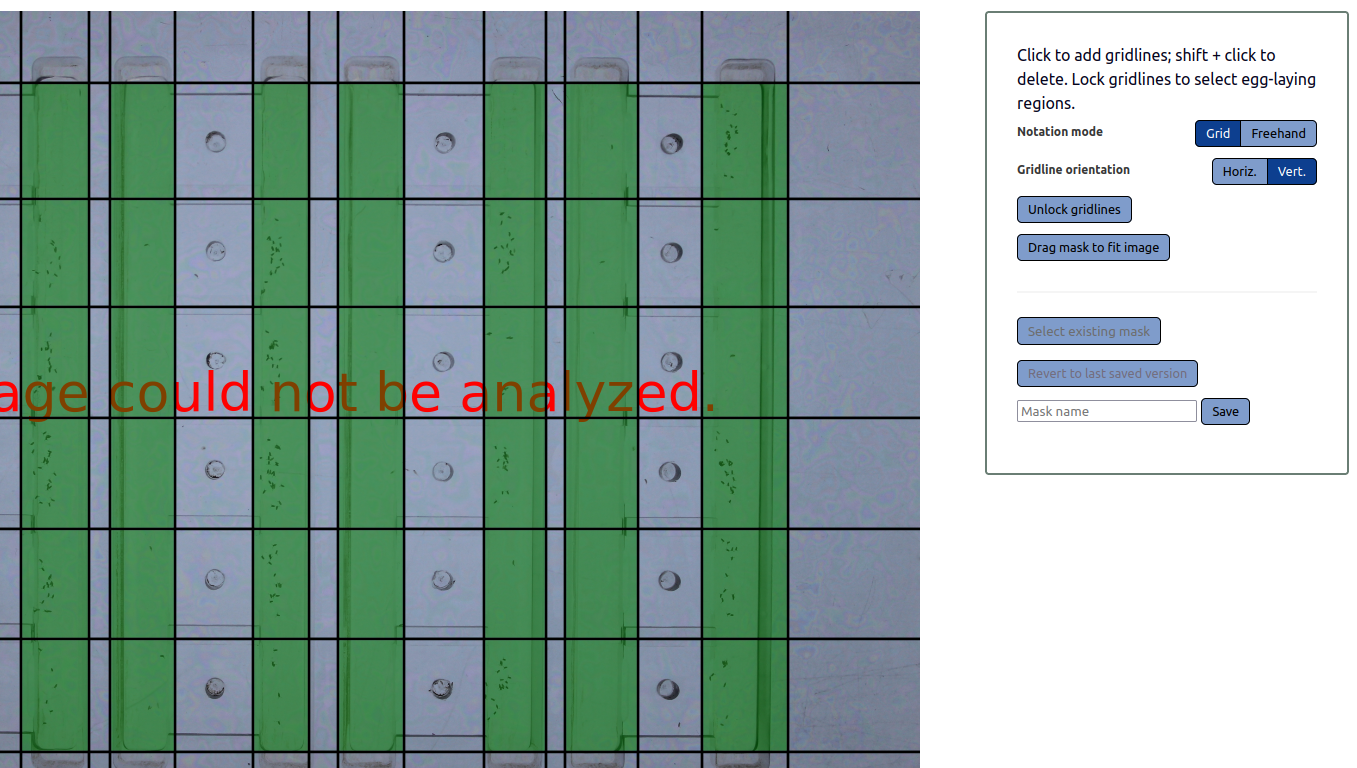 Click to add gridlines; shift + click to
delete. Lock gridlines to select egg-laying
regions.
Notation mode
Grid
Freehand
Gridline orientation
Horiz.
Vert.
Unlock gridlines
Drag mask to fit image
Select existing mask
Revert to last saved version
Mask name
Save
age could not be analyzed.